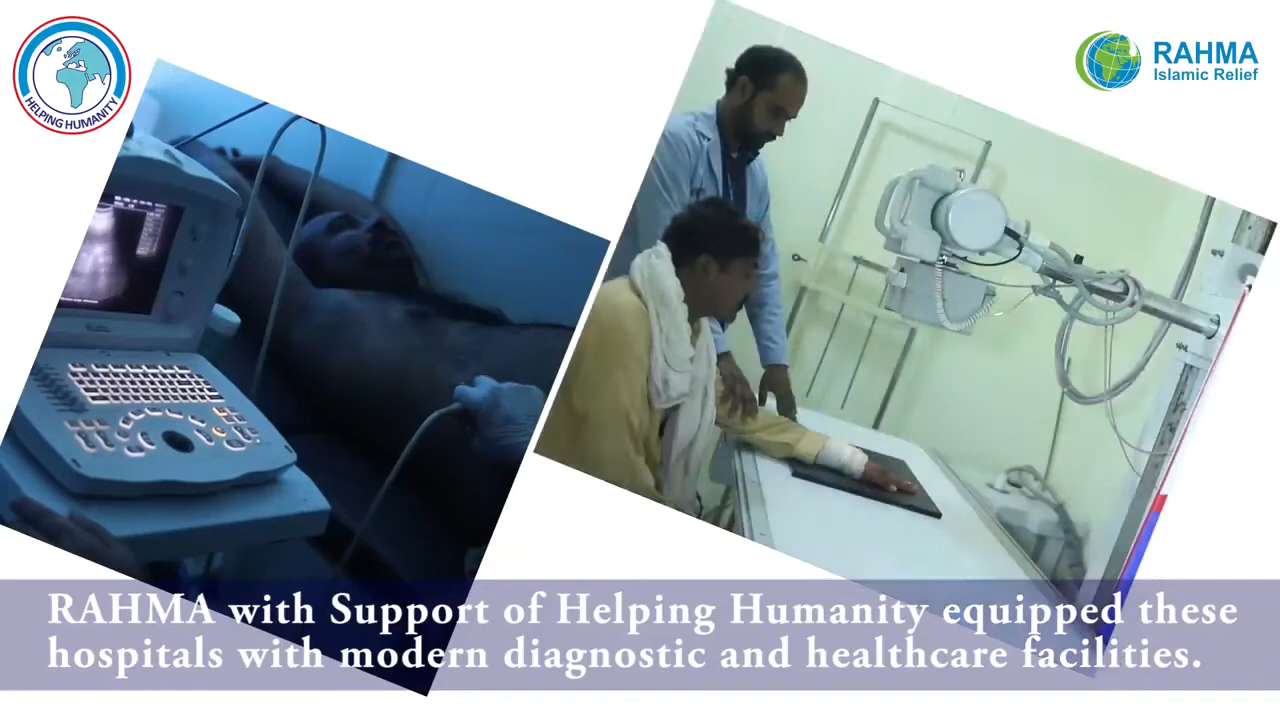 HELPING HUMANITY
RAHMA
Islamic Relief
RAHMA with Support of Helping Humanity equipped these
hospitals with modern diagnostic and healthcare facilities.